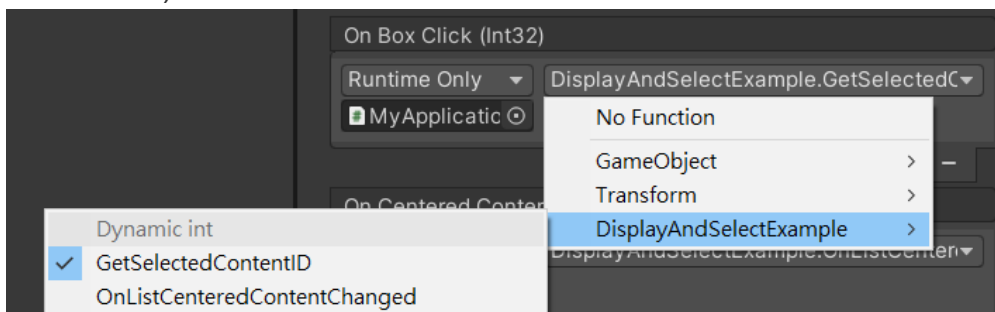 On Box Click (Int32)
Runtime Only DisplayAndSelectExample.GetSelectedC
MyApplicatic
No Function
GameObject
Transform
On Centered Conten
DisplayAndSelectExample
Dynamic int
DisplayAndSelectExample.OnListCenter
GetSelectedContentID
OnListCenteredContentChanged